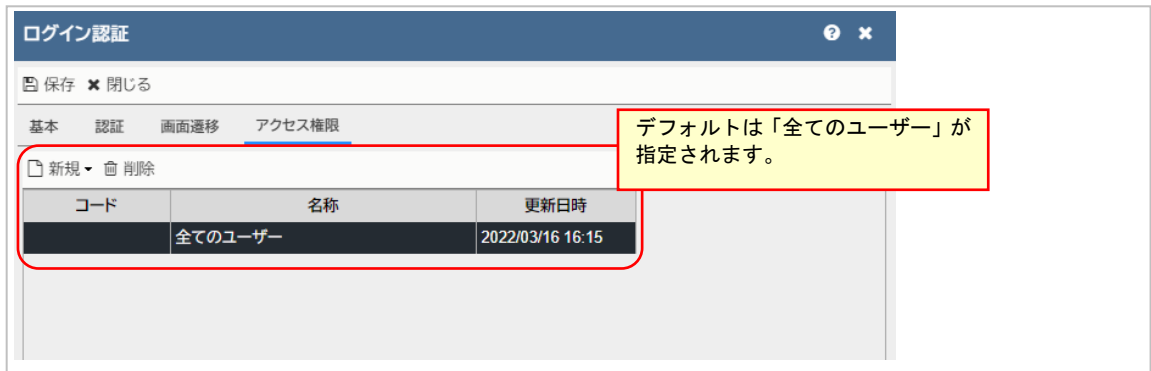 ログイン認証
保存 閉じる
基本 認証 画面遷移 アクセス権限
デフォルトは「全てのユーザー」が
指定されます。
新規 削除
コード 名称 更新日時
全てのユーザー 2022/03/16 16:15